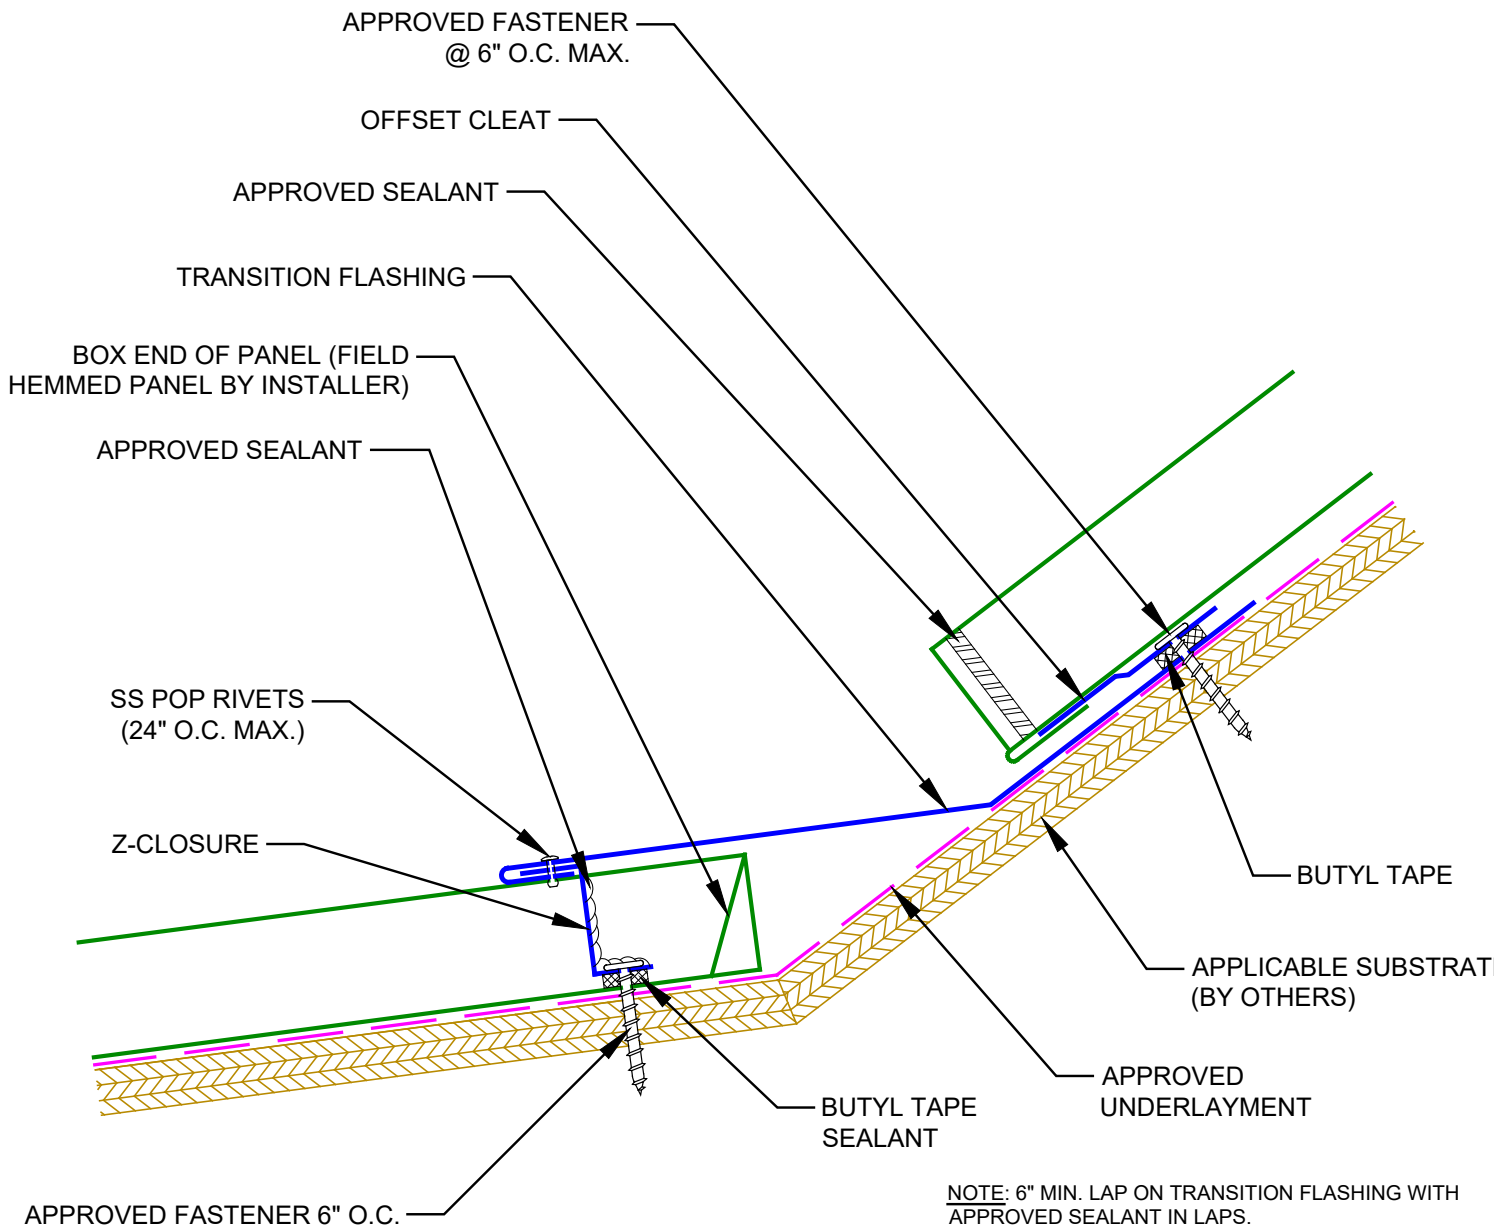 APPROVED FASTENER
@ 6" O.C. MAX.
OFFSET CLEAT
APPROVED SEALANT
TRANSITION FLASHING
BOX END OF PANEL (FIELD
HEMMED PANEL BY INSTALLER)
APPROVED SEALANT
SS POP RIVETS
(24" O.C. MAX.)
Z-CLOSURE
BUTYL TAPE
APPLICABLE SUBSTRAT
(BY OTHERS)
APPROVED
UNDERLAYMENT
BUTYL TAPE
SEALANT
APPROVED FASTENER 6" O.C.
NOTE: 6" MIN. LAP ON TRANSITION FLASHING WITH
APPROVED SEALANT IN LAPS.